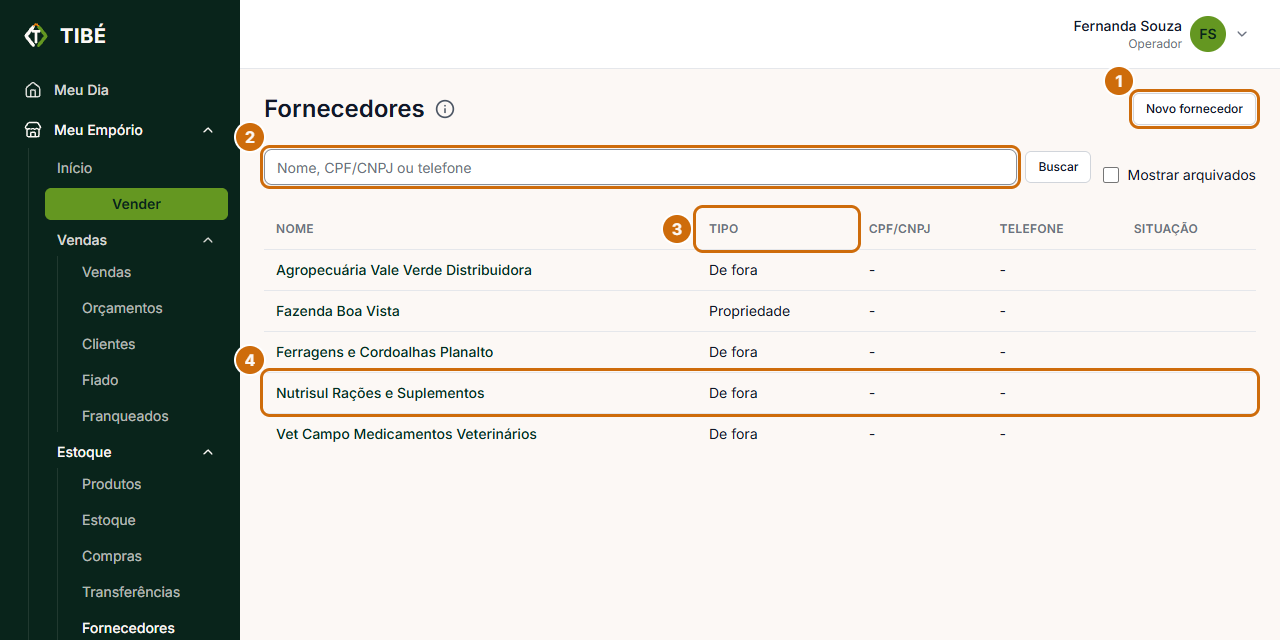 TIBÉ
Meu Dia
Meu Empório
Início
Vender
Vendas
Vendas
Orçamentos
Clientes
Fiado
Franqueados
Estoque
Produtos
Estoque
Compras
Transferências
Fornecedores
Fernanda Souza
Operador
FS
Fornecedores
1
Novo fornecedor
2
Nome, CPF/CNPJ ou telefone
Buscar
Mostrar arquivados
NOME 3 TIPO CPF/CNPJ TELEFONE SITUAÇÃO
Agropecuária Vale Verde Distribuidora De fora - -
Fazenda Boa Vista Propriedade - -
Ferragens e Cordoalhas Planalto De fora - -
4
Nutrisul Rações e Suplementos De fora - -
Vet Campo Medicamentos Veterinários De fora - -